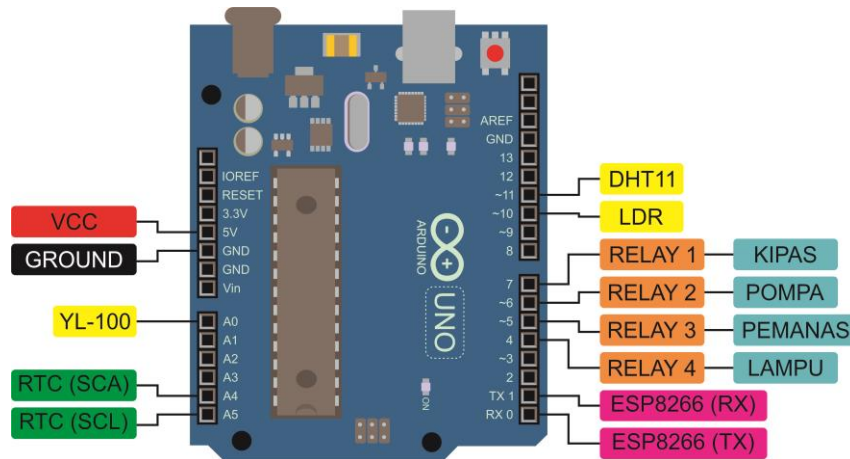 VCC
GROUND
YL-100
RTC (SCA)
RTC (SCL)
IOREF
RESET
3.3V
5V
GND
GND
Vin
A0
A1
A2
A3
A4
A5
ARDUINO
UNO
ON
AREF
GND
13
12
~11
~10
~9
8
7
~6
~5
4
~3
2
TX 1
RX 0
DHT11
LDR
RELAY 1 KIPAS
RELAY 2 POMPA
RELAY 3 PEMANAS
RELAY 4 LAMPU
ESP8266 (RX)
ESP8266 (TX)